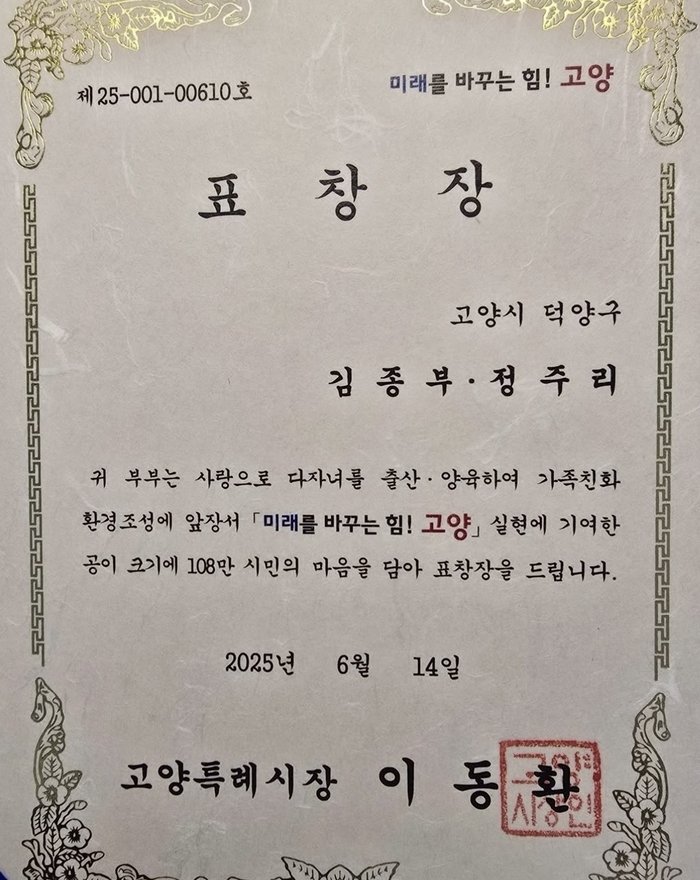 제25-001-00610호
미래를 바꾸는 힘! 고양
표 창 장
고양시 덕양구
김 종 부 · 정 주 리
귀 부부는 사랑으로 다자녀를 출산·양육하여 가족친화
환경조성에 앞장서 「미래를 바꾸는 힘! 고양」 실현에 기여한
공이 크기에 108만 시민의 마음을 담아 표창장을 드립니다.
2025년 6월 14일
고양특례시장 이 동 환
고양시장인